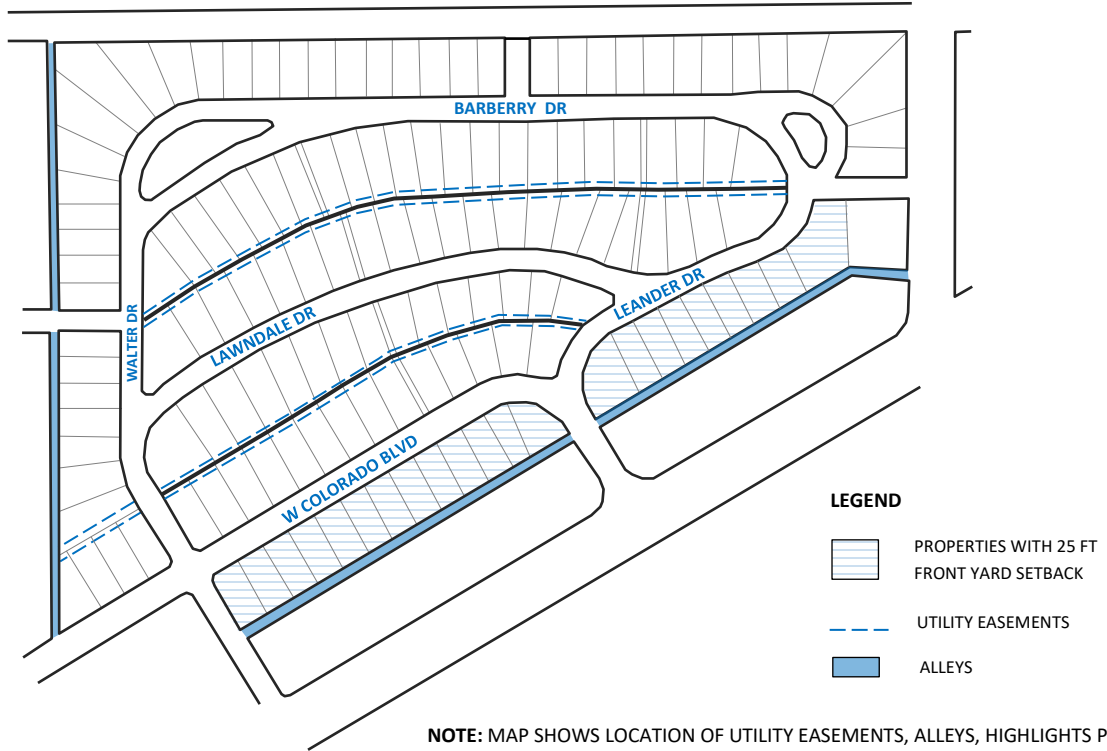 BARBERRY DR
WALTER DR
LAWNDALE DR
LEANDER DR
W COLORADO BLVD
LEGEND
PROPERTIES WITH 25 FT
FRONT YARD SETBACK
UTILITY EASEMENTS
ALLEYS
NOTE: MAP SHOWS LOCATION OF UTILITY EASEMENTS, ALLEYS, HIGHLIGHTS P